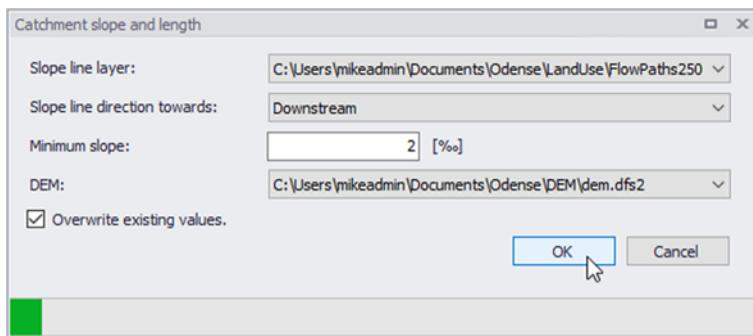 Catchment slope and length
Slope line layer: C:\Users\mikeadmin\Documents\Odense\LandUse\FlowPaths250
Slope line direction towards: Downstream
Minimum slope: 2 [‰]
DEM: C:\Users\mikeadmin\Documents\Odense\DEM\dem.dfs2
Overwrite existing values.
OK Cancel